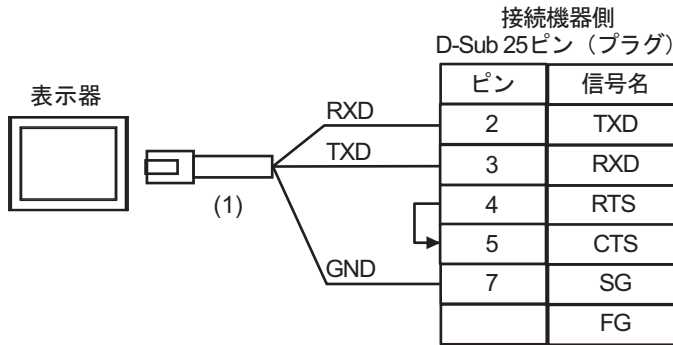 接続機器側
D-Sub 25ピン（プラグ）
表示器
ピン 信号名
RXD 2 TXD
TXD 3 RXD
(1)
4 RTS
5 CTS
GND 7 SG
FG